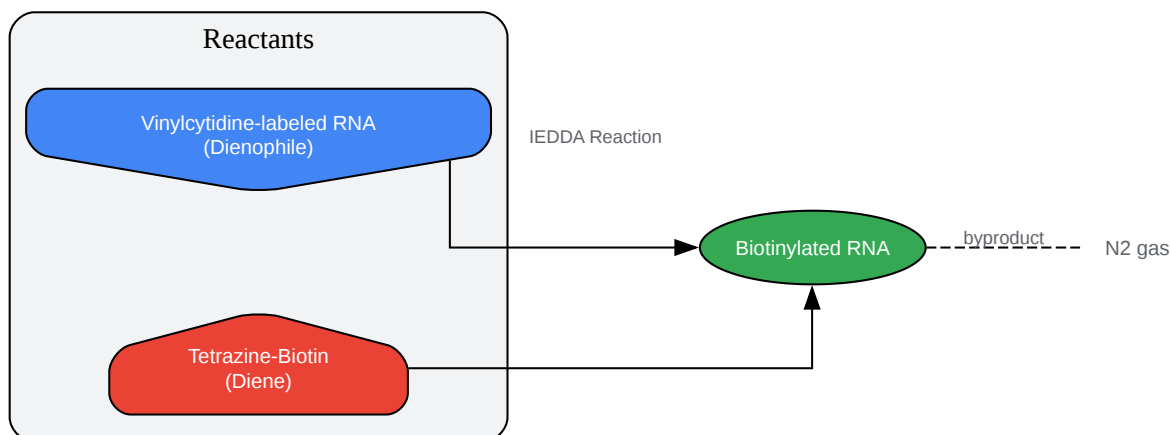 Reactants
Vinylcytidine-labeled RNA
(Dienophile)
IEDDA Reaction
Biotinylated RNA
byproduct
N2 gas
Tetrazine-Biotin
(Diene)